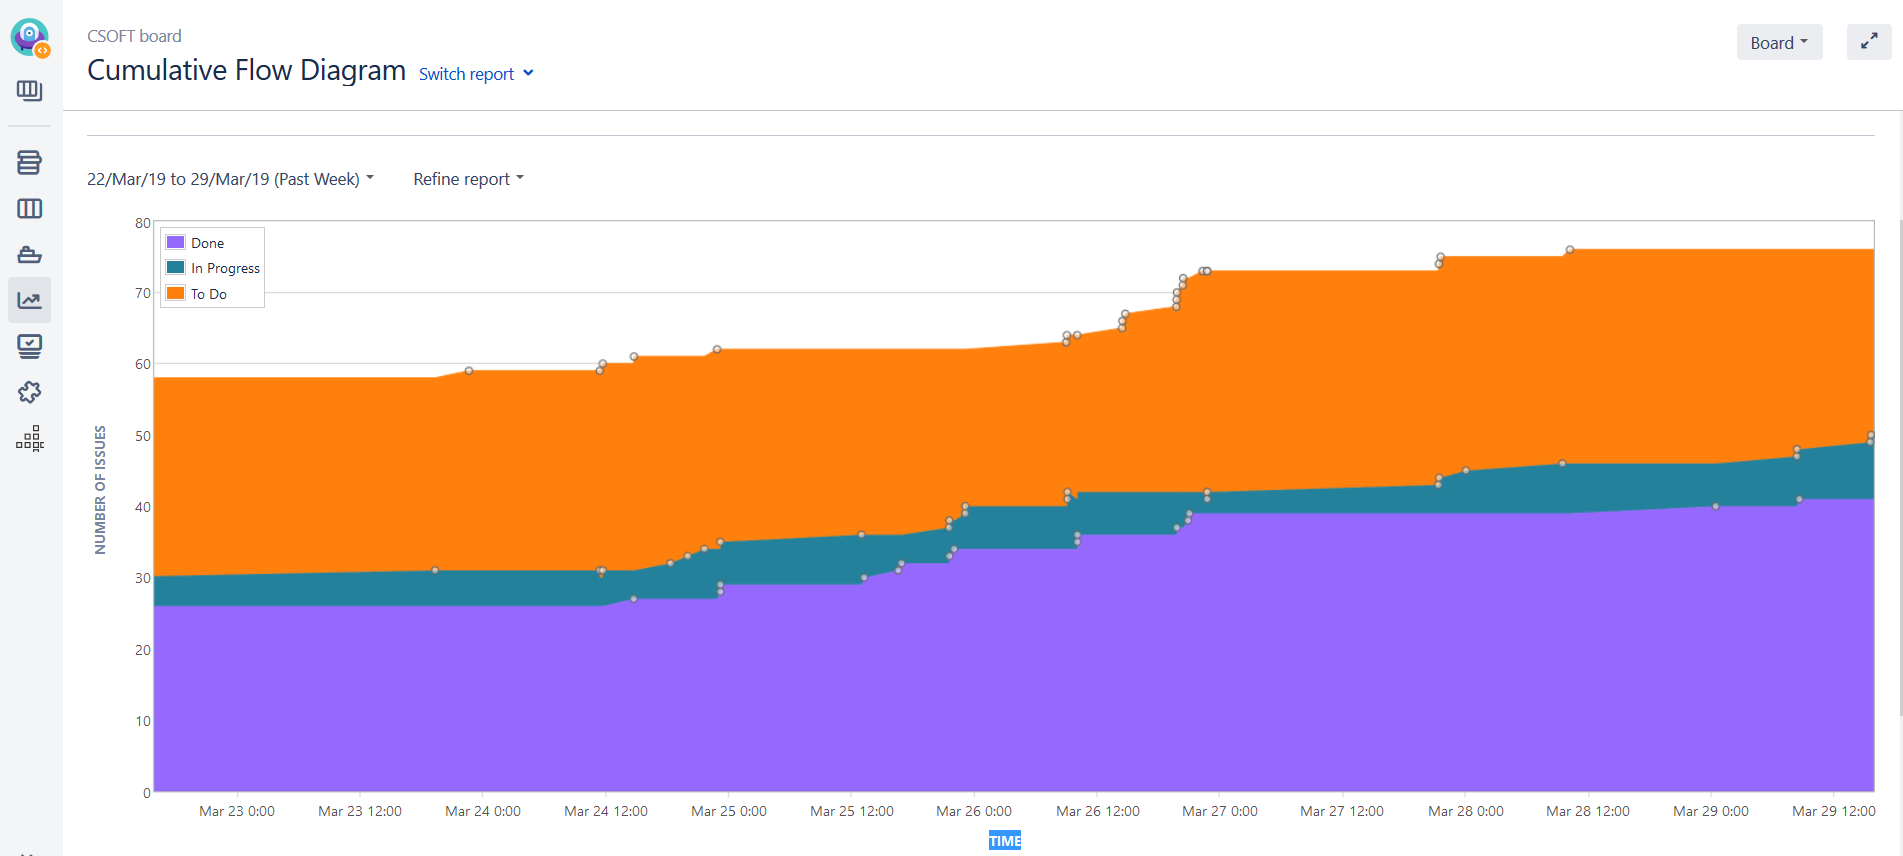 CSOFT board
Cumulative Flow Diagram Switch report
Board
22/Mar/19 to 29/Mar/19 (Past Week) Refine report
80
70
60
50
40
30
20
10
0
Done
In Progress
To Do
NUMBER OF ISSUES
Mar 23 0:00 Mar 23 12:00 Mar 24 0:00 Mar 24 12:00 Mar 25 0:00 Mar 25 12:00 Mar 26 0:00 Mar 26 12:00 Mar 27 0:00 Mar 27 12:00 Mar 28 0:00 Mar 28 12:00 Mar 29 0:00 Mar 29 12:00
TIME